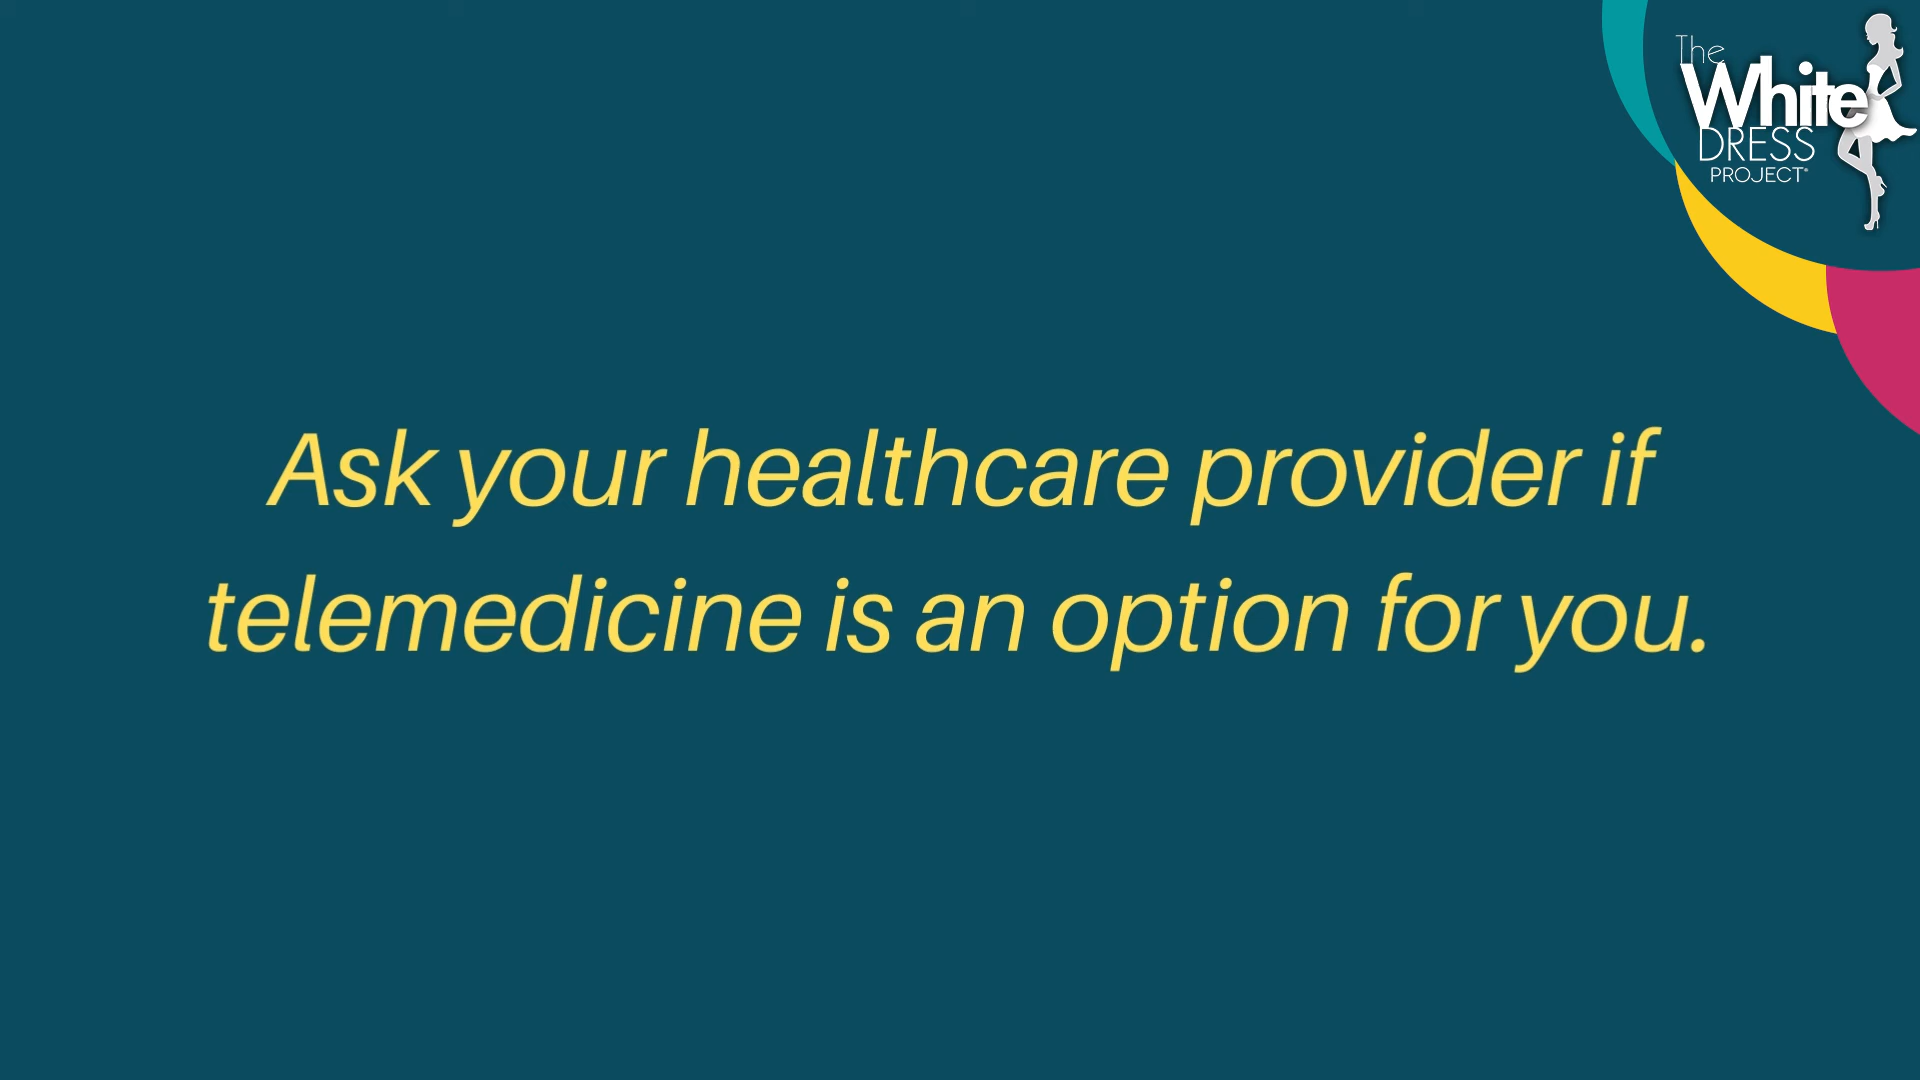 The
White
DRESS
PROJECT®
Ask your healthcare provider if
telemedicine is an option for you.